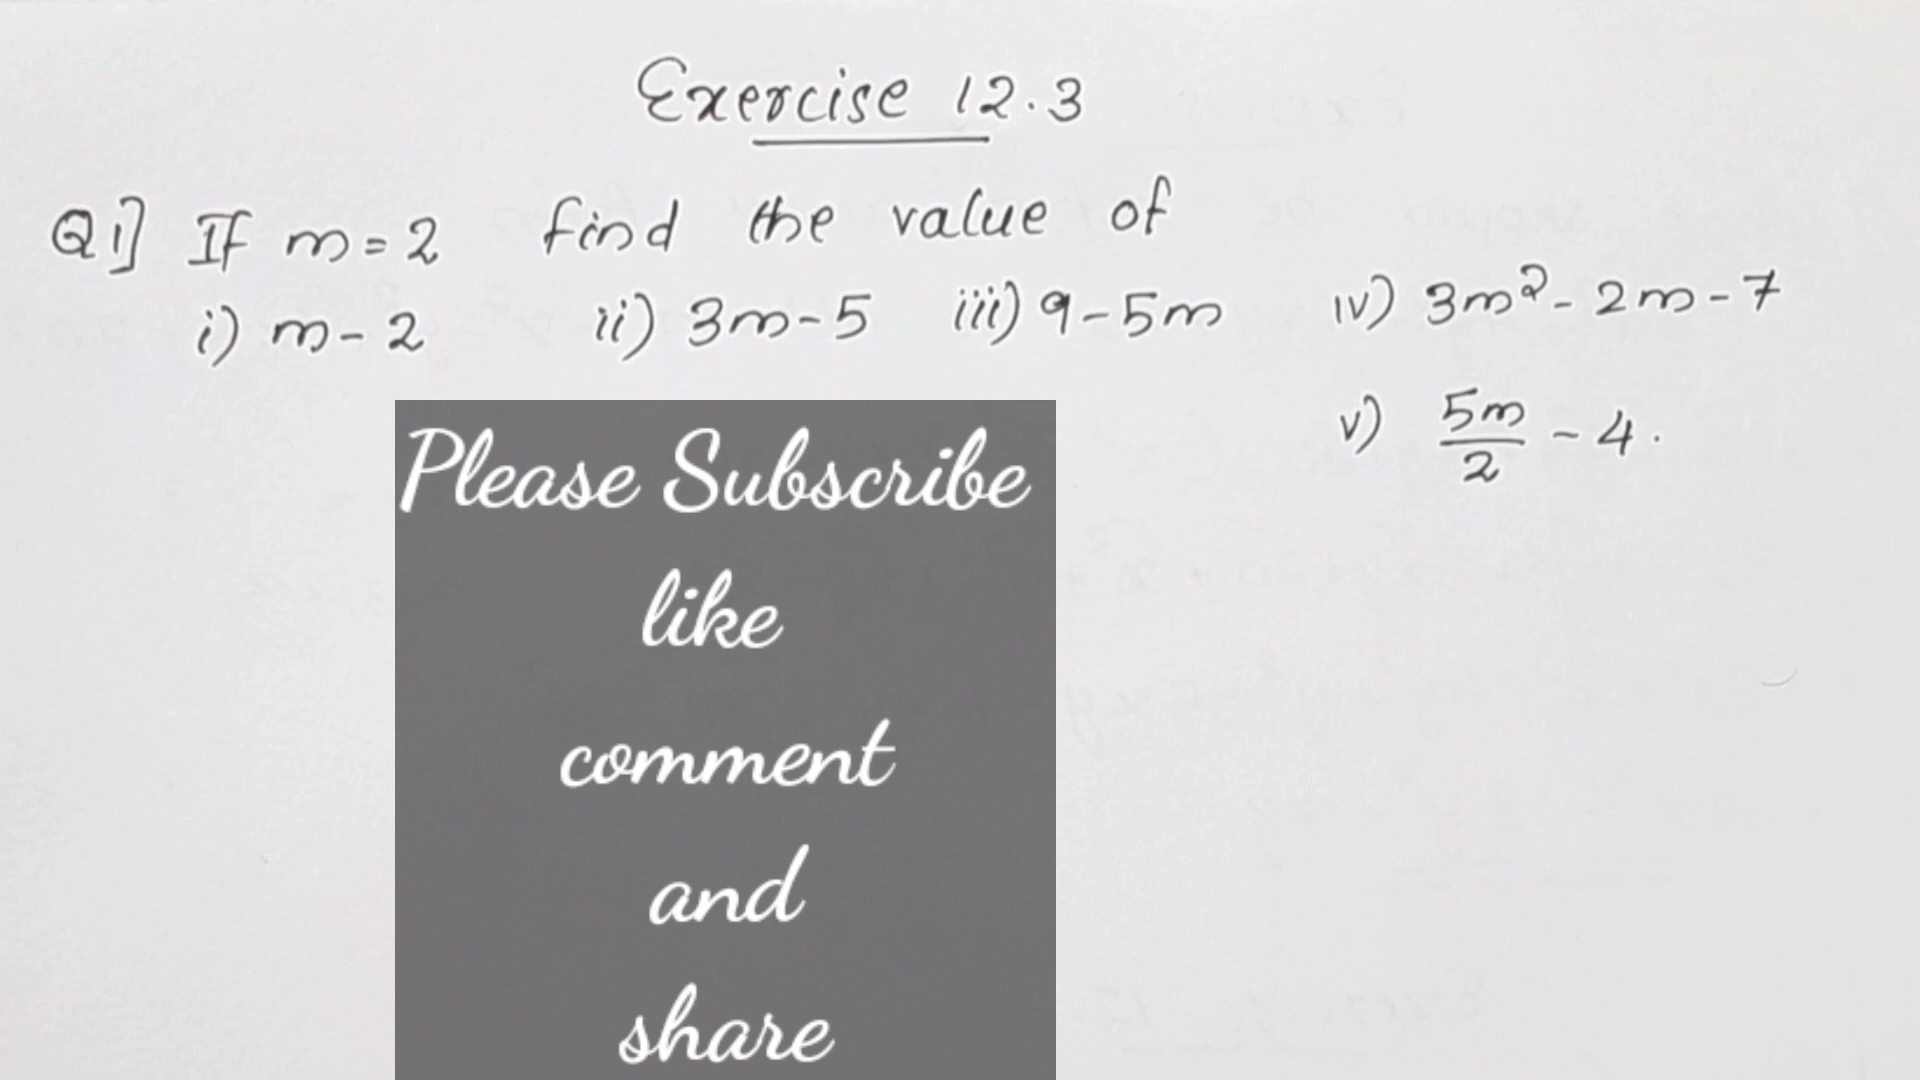 Exercise 12.3
Q1] If m=2 find the value of
i) m-2 ii) 3m-5 iii) 9-5m iv) 3m²-2m-7
v) 5m/2 - 4.
Please Subscribe
like
comment
and
share